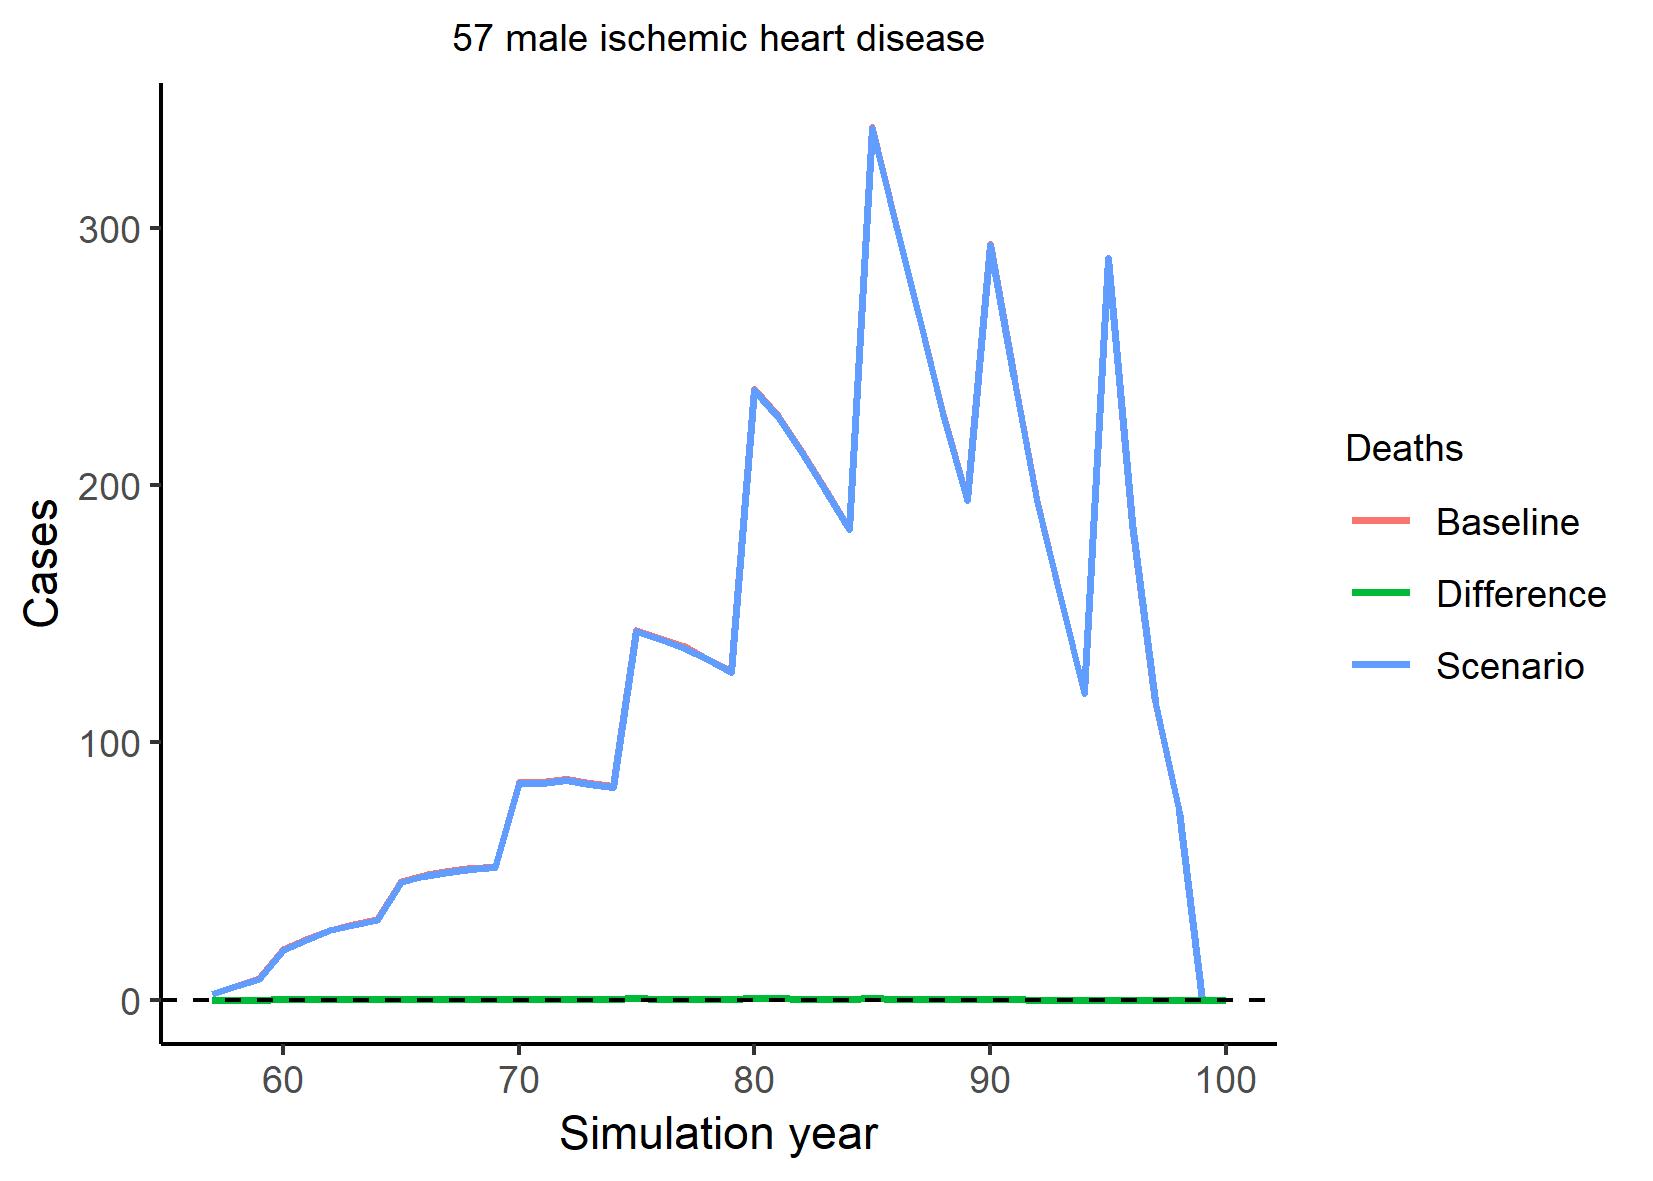 57 male ischemic heart disease
Cases
300
200
100
0
60 70 80 90 100
Simulation year
Deaths
Baseline
Difference
Scenario